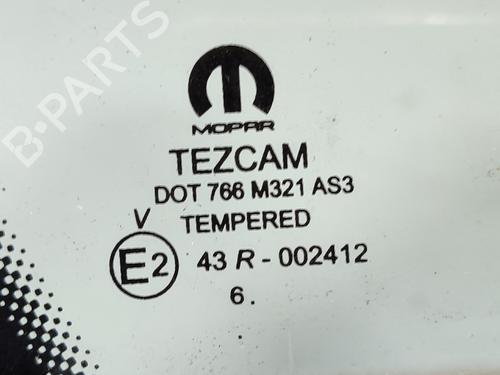 B-PARTS
MOPAR
TEZCAM
DOT 766 M321 AS3
V TEMPERED
E2 43 R - 002412
6.